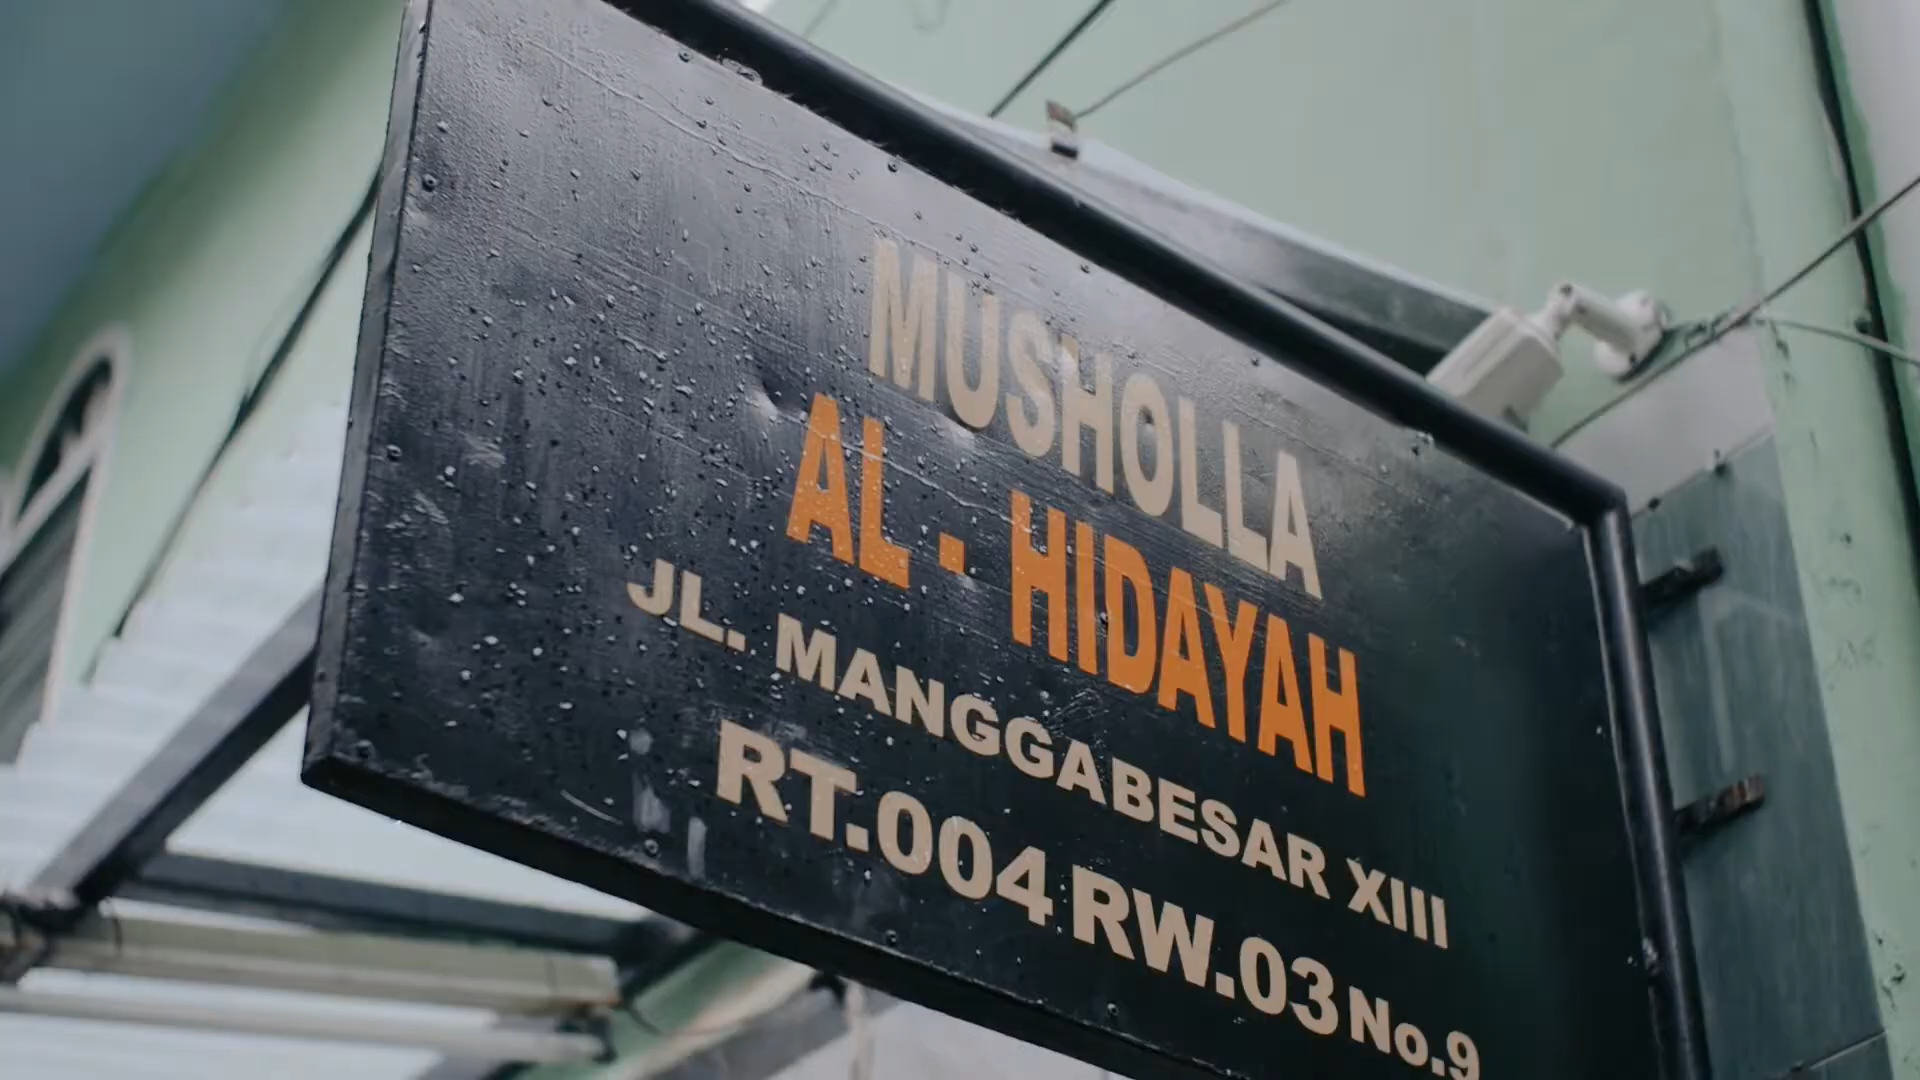 MUSHOLLA
AL - HIDAYAH
JL. MANGGABESAR XIII
RT.004 RW.03 No.9